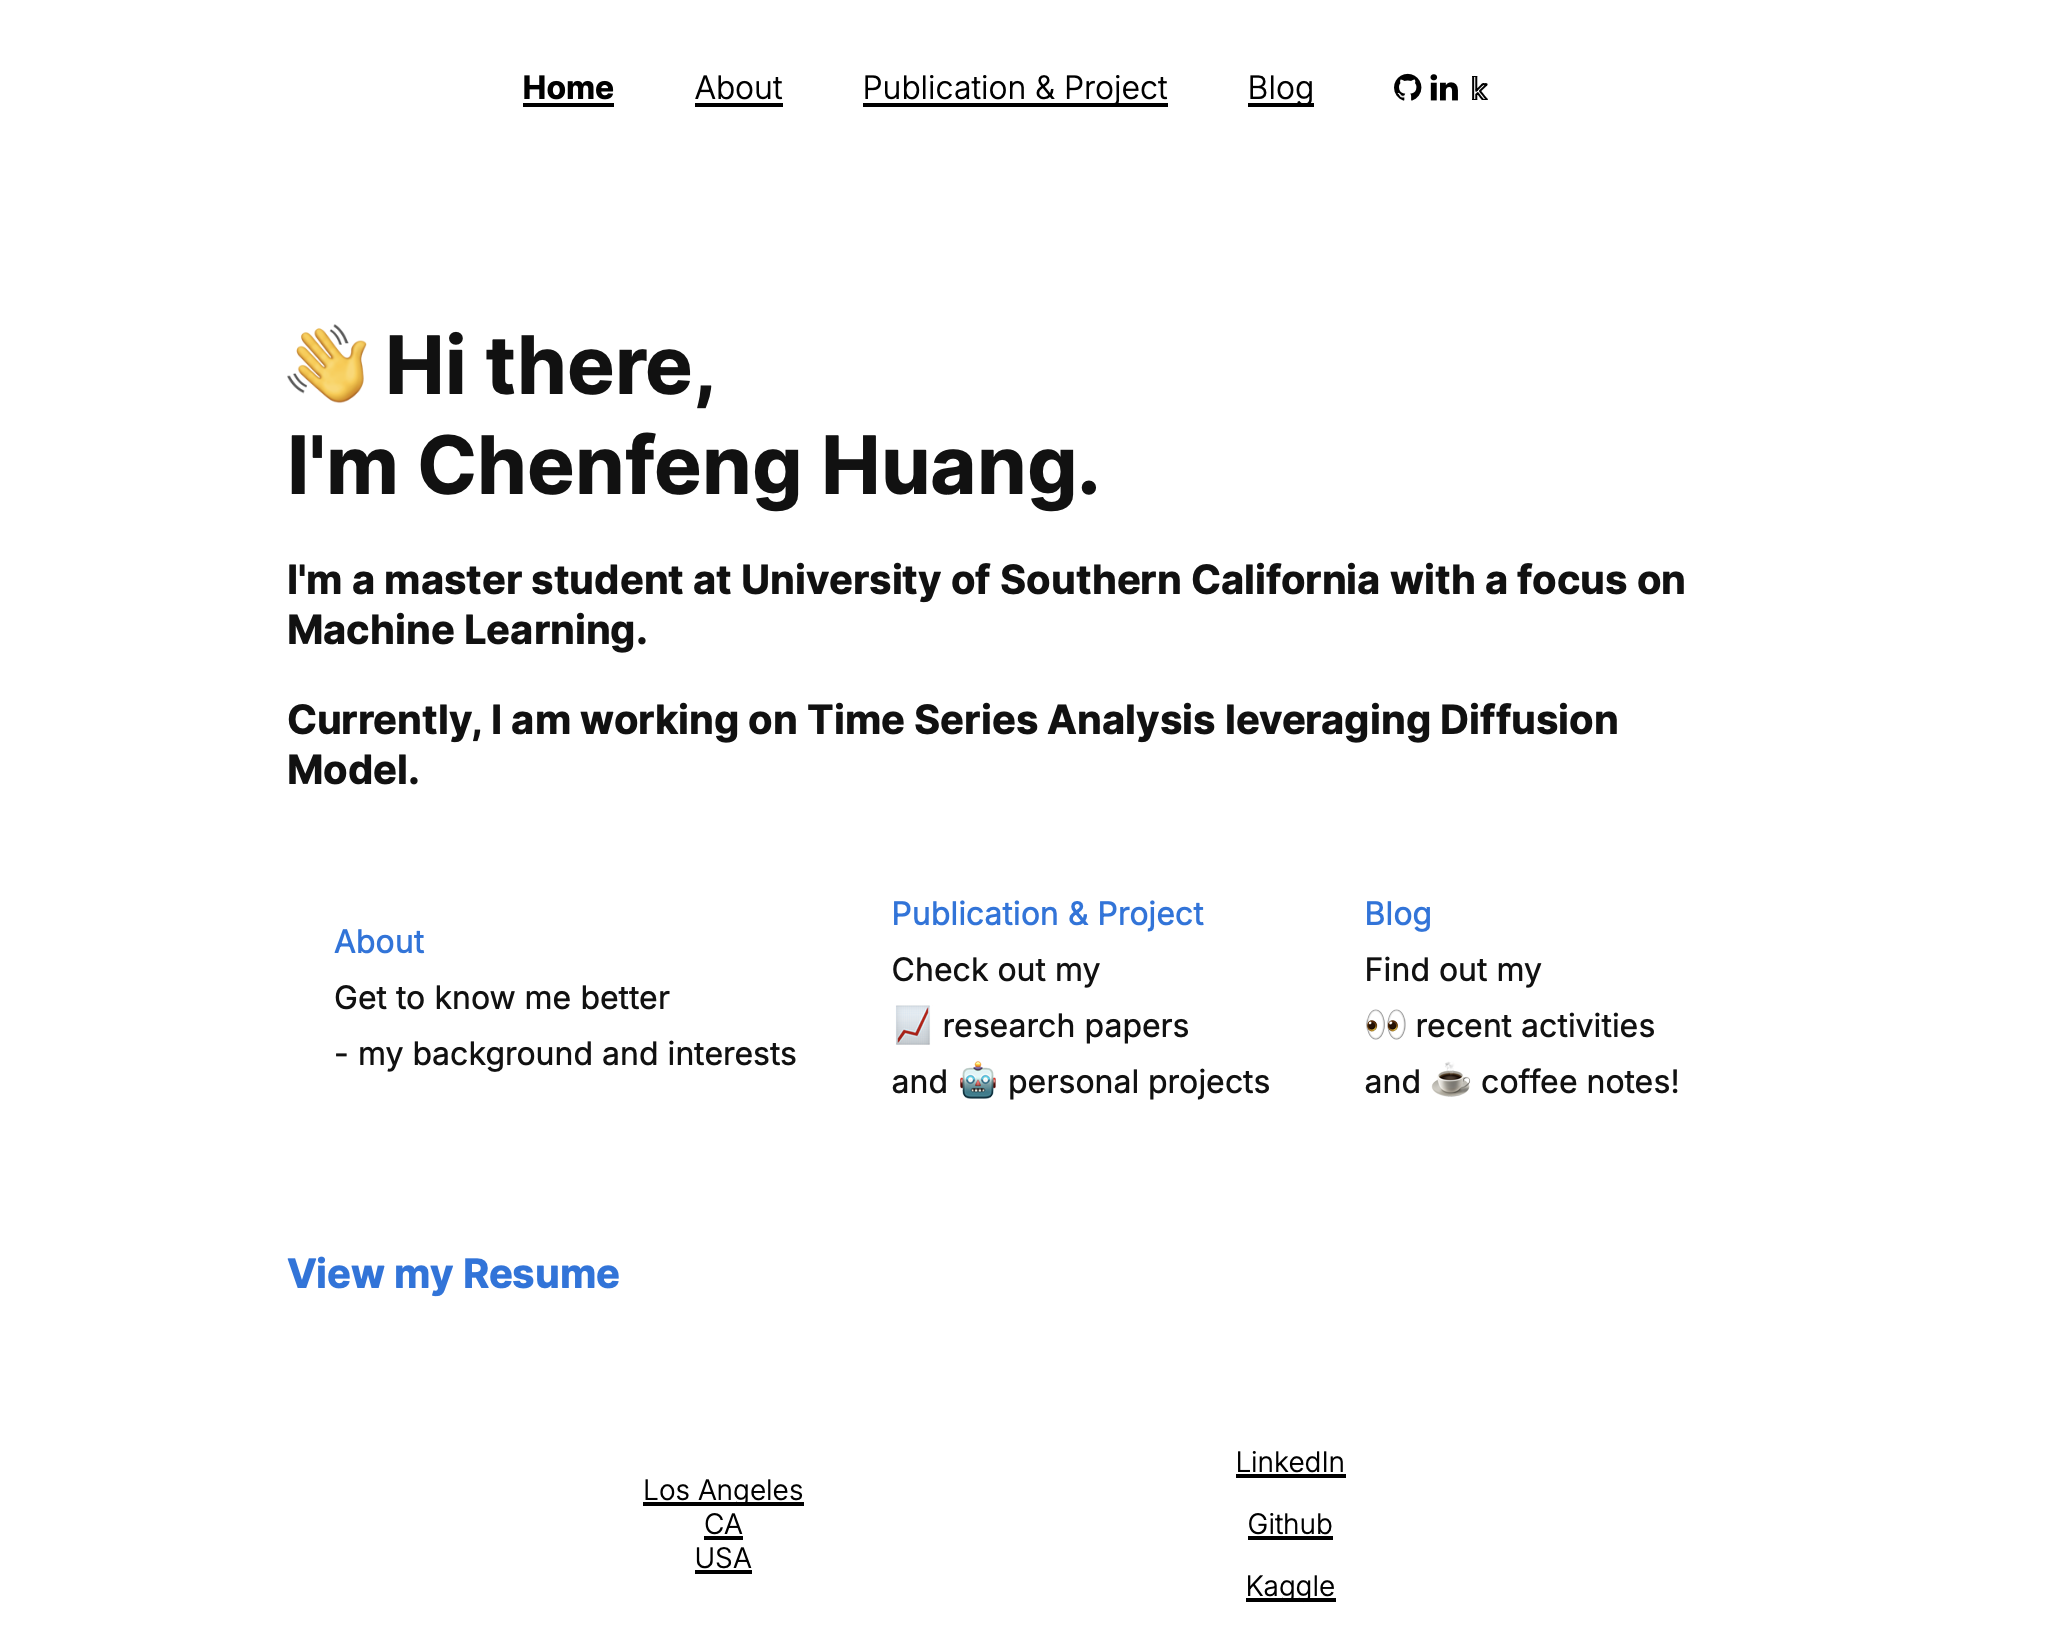 Home About Publication & Project Blog in k
👋 Hi there,
I'm Chenfeng Huang.
I'm a master student at University of Southern California with a focus on
Machine Learning.
Currently, I am working on Time Series Analysis leveraging Diffusion
Model.
About
Get to know me better
- my background and interests
Publication & Project
Check out my
📈 research papers
and 🤖 personal projects
Blog
Find out my
👀 recent activities
and ☕ coffee notes!
View my Resume
Los Angeles
CA
USA
LinkedIn
Github
Kaggle